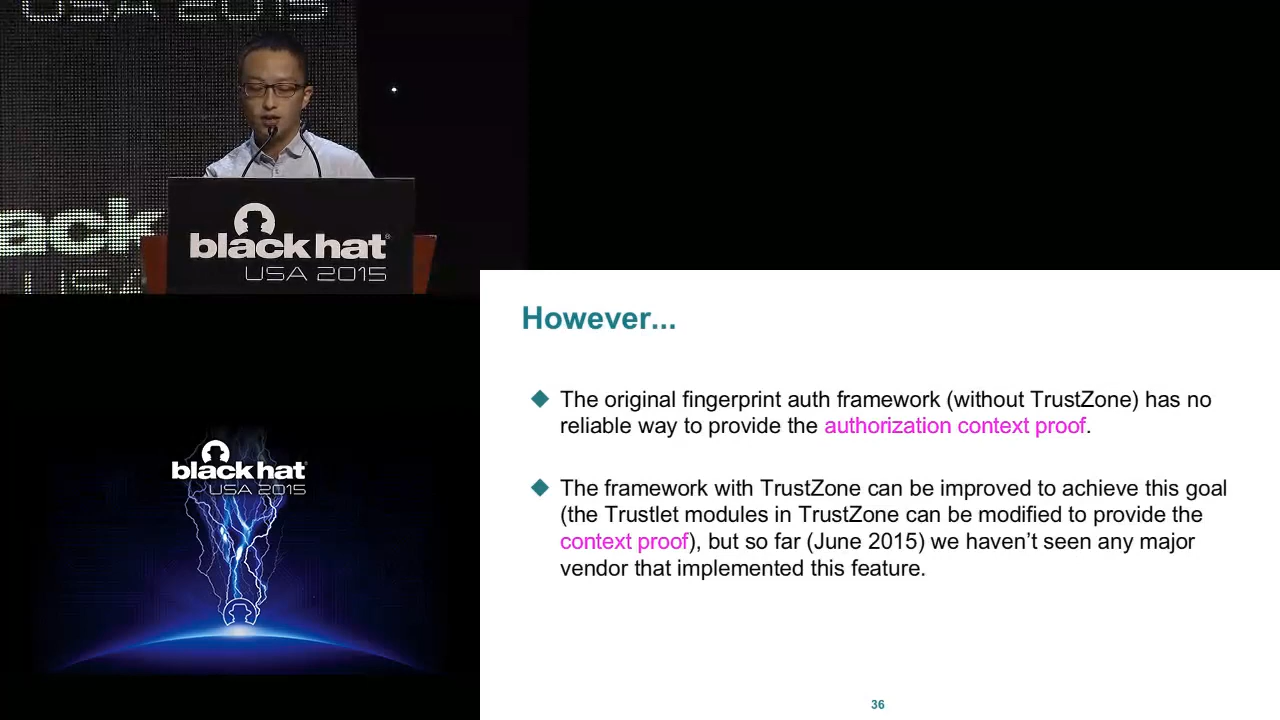 USA 2015
ack
USA
black hat
USA 2015
However...
◆ The original fingerprint auth framework (without TrustZone) has no
reliable way to provide the authorization context proof.
◆ The framework with TrustZone can be improved to achieve this goal
(the Trustlet modules in TrustZone can be modified to provide the
context proof), but so far (June 2015) we haven't seen any major
vendor that implemented this feature.
black hat
USA 2015
36